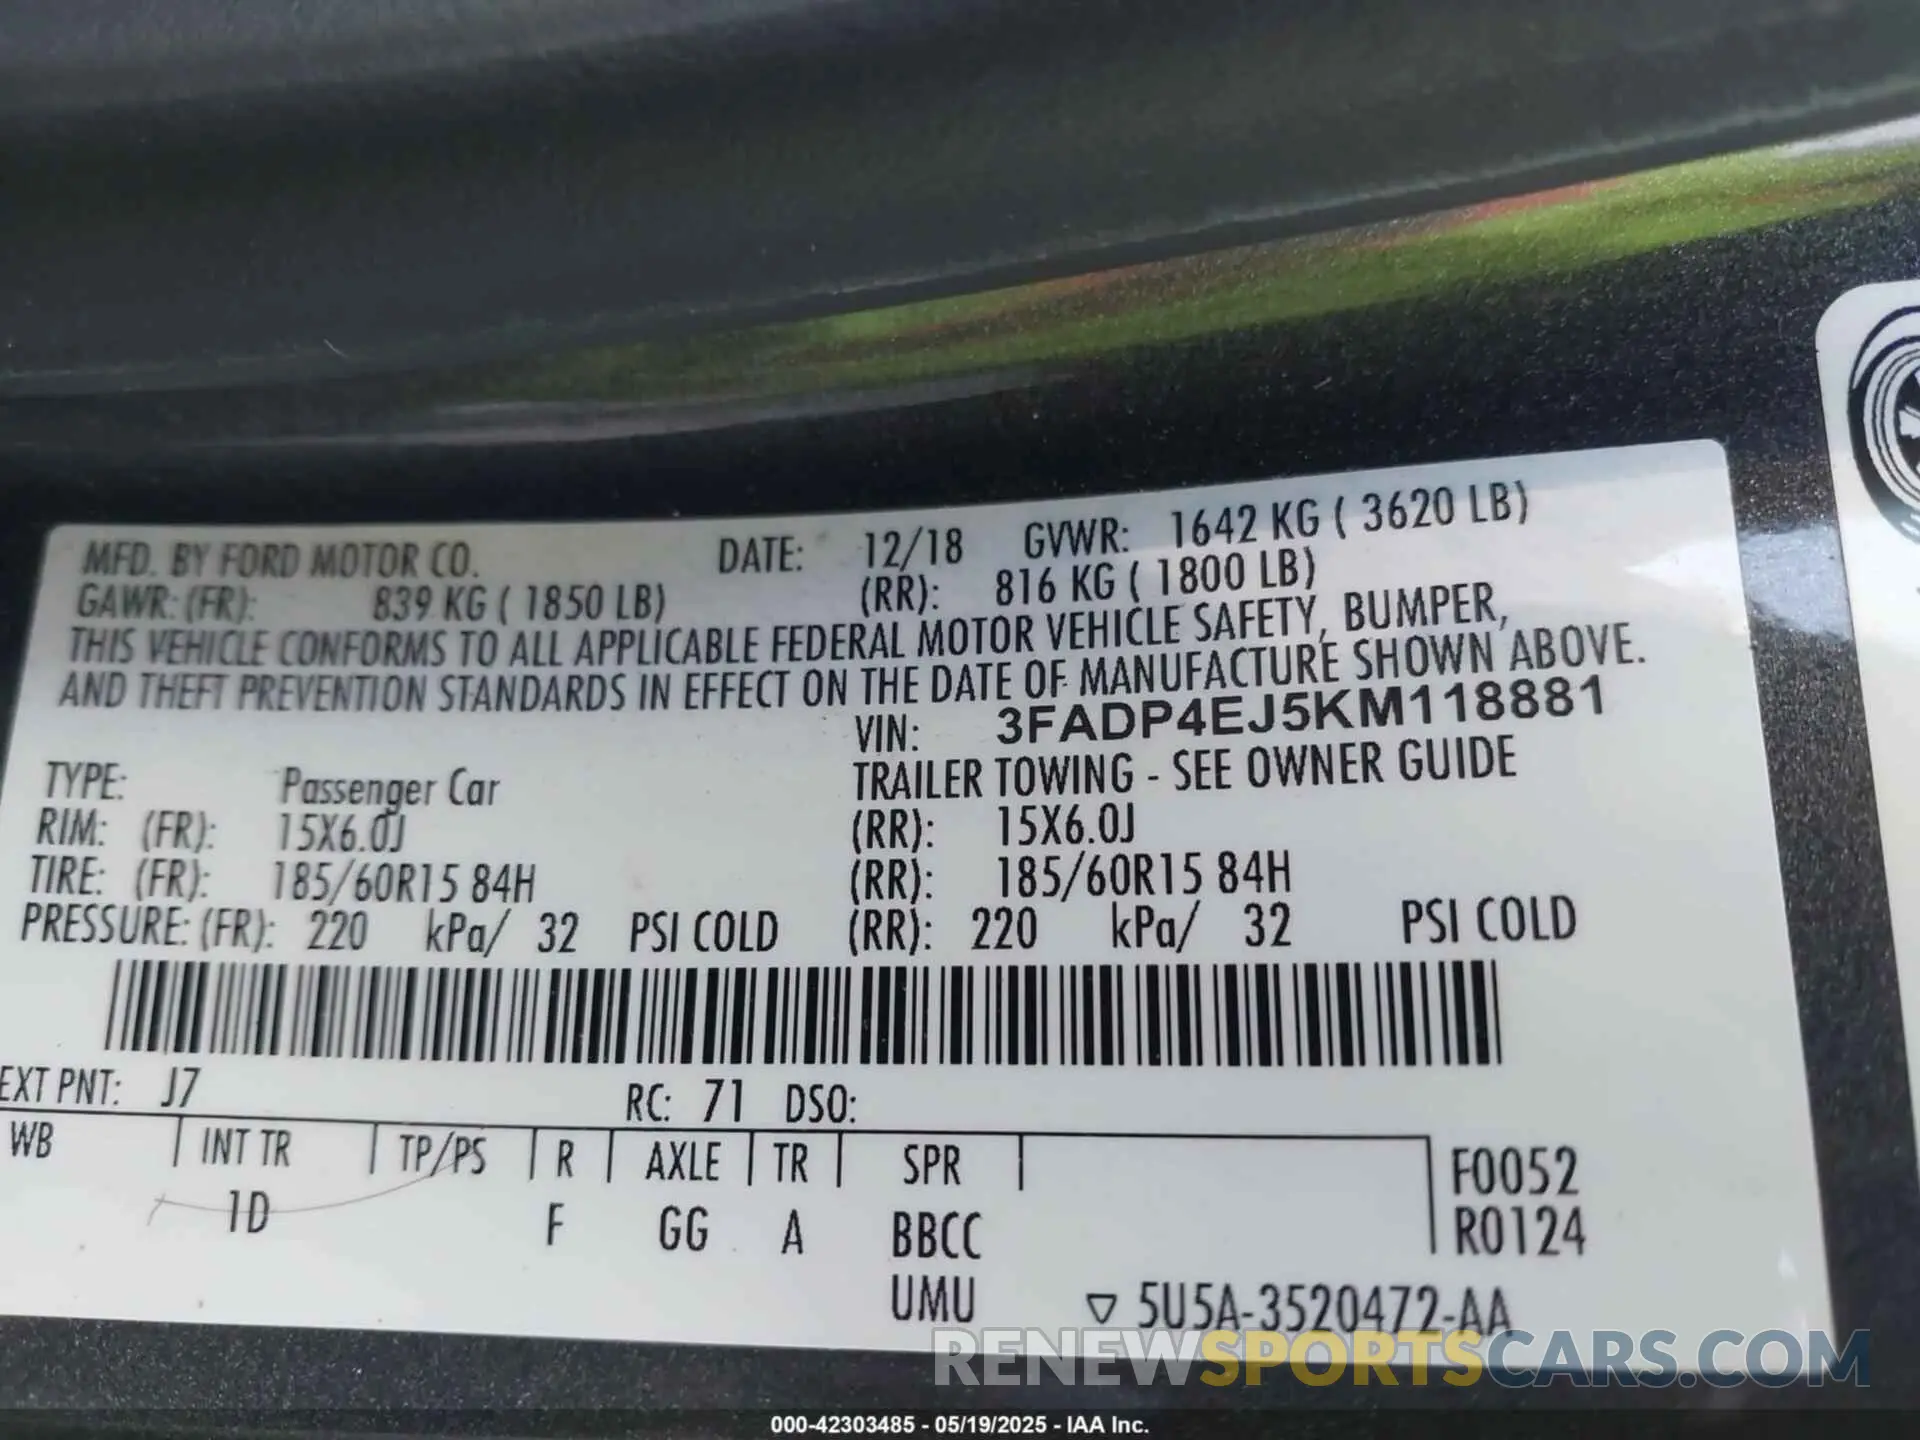 MFD. BY FORD MOTOR CO. DATE: 12/18 GVWR: 1642 KG ( 3620 LB)
GAWR: (FR): 839 KG ( 1850 LB) (RR): 816 KG ( 1800 LB)
THIS VEHICLE CONFORMS TO ALL APPLICABLE FEDERAL MOTOR VEHICLE SAFETY, BUMPER,
AND THEFT PREVENTION STANDARDS IN EFFECT ON THE DATE OF MANUFACTURE SHOWN ABOVE.
VIN: 3FADP4EJ5KM118881
TYPE: Passenger Car TRAILER TOWING - SEE OWNER GUIDE
RIM: (FR): 15X6.0J (RR): 15X6.0J
TIRE: (FR): 185/60R15 84H (RR): 185/60R15 84H
PRESSURE: (FR): 220 kPa/ 32 PSI COLD (RR): 220 kPa/ 32 PSI COLD
EXT PNT: J7 RC: 71 DSO:
WB INT TR TP/PS R AXLE TR SPR F0052
1D F GG A BBCC R0124
UMU ▽ 5U5A-3520472-AA
RENEWSPORTSCARS.COM
000-42303485 - 05/19/2025 - IAA Inc.